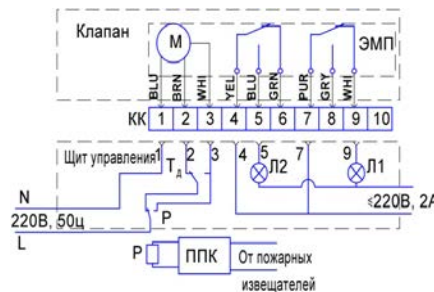 Клапан
М
ЭМП
BLU BRN WHI YEL BLU GRN PUR GRY WHI
КК 1 2 3 4 5 6 7 8 9 10
Щит управления 1 2 3 4 5 7 9
Тд Л2 Л1
N
220В, 50ц Р ≤220В, 2А
L
Р ППК От пожарных
извещателей